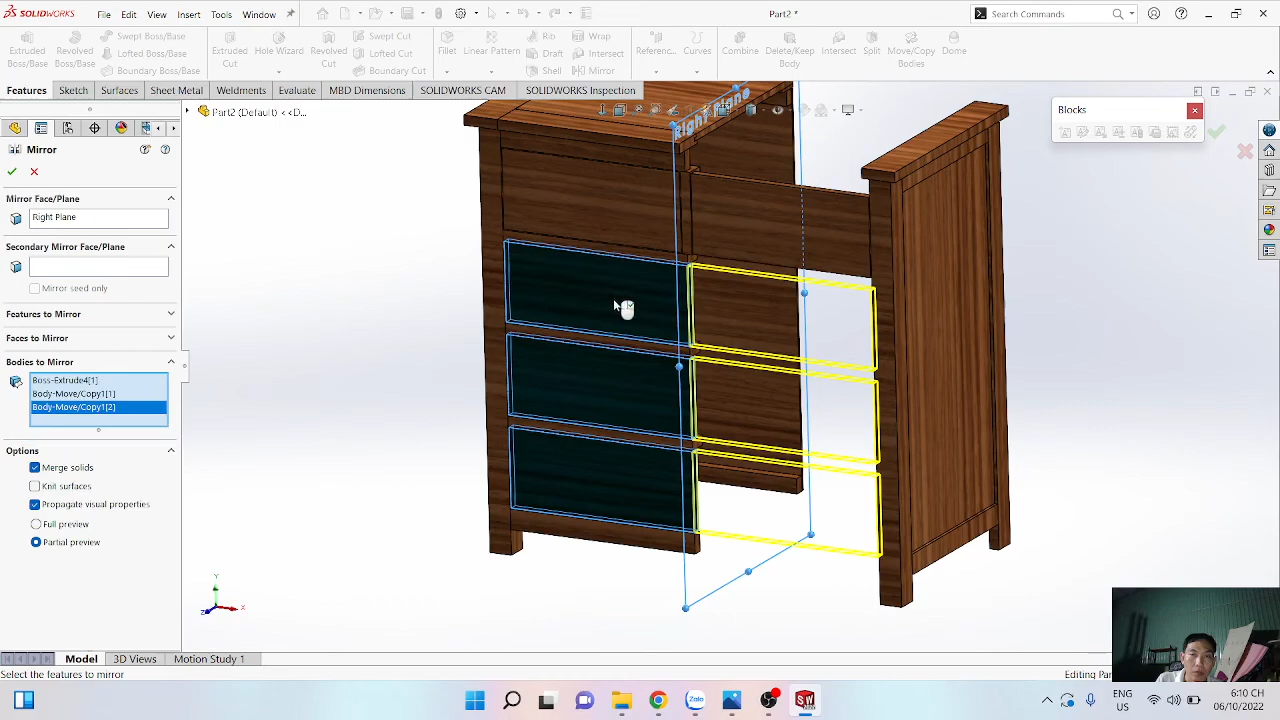 SOLIDWORKS File Edit View Insert Tools Window Part2 * Search Commands
Extruded Boss/Base
Revolved Boss/Base
Swept Boss/Base
Lofted Boss/Base
Boundary Boss/Base
Extruded Cut
Hole Wizard
Revolved Cut
Swept Cut
Lofted Cut
Boundary Cut
Fillet
Linear Pattern
Rib
Draft
Shell
Wrap
Intersect
Mirror
Referenc...
Curves
Combine
Delete/Keep Body
Intersect
Split
Move/Copy Bodies
Dome
Features Sketch Surfaces Sheet Metal Weldments Evaluate MBD Dimensions SOLIDWORKS CAM SOLIDWORKS Inspection
Part2 (Default) <<D...
Blocks
Right Plane
Mirror
Mirror Face/Plane
Right Plane
Secondary Mirror Face/Plane
Mirror seed only
Features to Mirror
Faces to Mirror
Bodies to Mirror
Boss-Extrude4[1]
Body-Move/Copy1[1]
Body-Move/Copy1[2]
Options
Merge solids
Knit surfaces
Propagate visual properties
Full preview
Partial preview
Y
X
Z
Model 3D Views Motion Study 1
Select the features to mirror
Editing Par
Zalo
SW
ENG
US
6:10 CH
06/10/2022